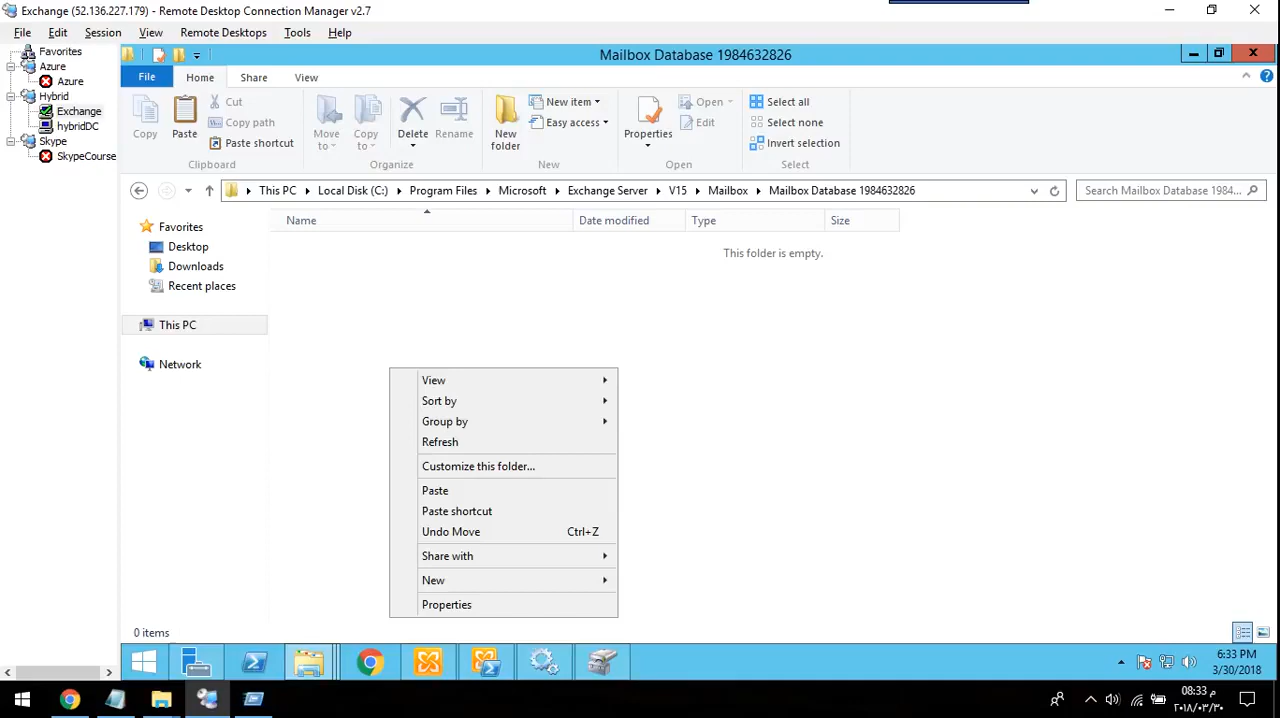 Exchange (52.136.227.179) - Remote Desktop Connection Manager v2.7
File Edit Session View Remote Desktops Tools Help
Favorites
Azure
Azure
Hybrid
Exchange
hybridDC
Skype
SkypeCourse
Mailbox Database 1984632826
File Home Share View
Copy
Paste
Cut
Copy path
Paste shortcut
Clipboard
Move to
Copy to
Delete
Rename
Organize
New folder
New item
Easy access
New
Properties
Open
Edit
Open
Select all
Select none
Invert selection
Select
This PC Local Disk (C:) Program Files Microsoft Exchange Server V15 Mailbox Mailbox Database 1984632826
Search Mailbox Database 1984...
Name Date modified Type Size
This folder is empty.
Favorites
Desktop
Downloads
Recent places
This PC
Network
View
Sort by
Group by
Refresh
Customize this folder...
Paste
Paste shortcut
Undo Move Ctrl+Z
Share with
New
Properties
0 items
6:33 PM
3/30/2018
08:33 م
٢٠١٨/٠٣/٣٠